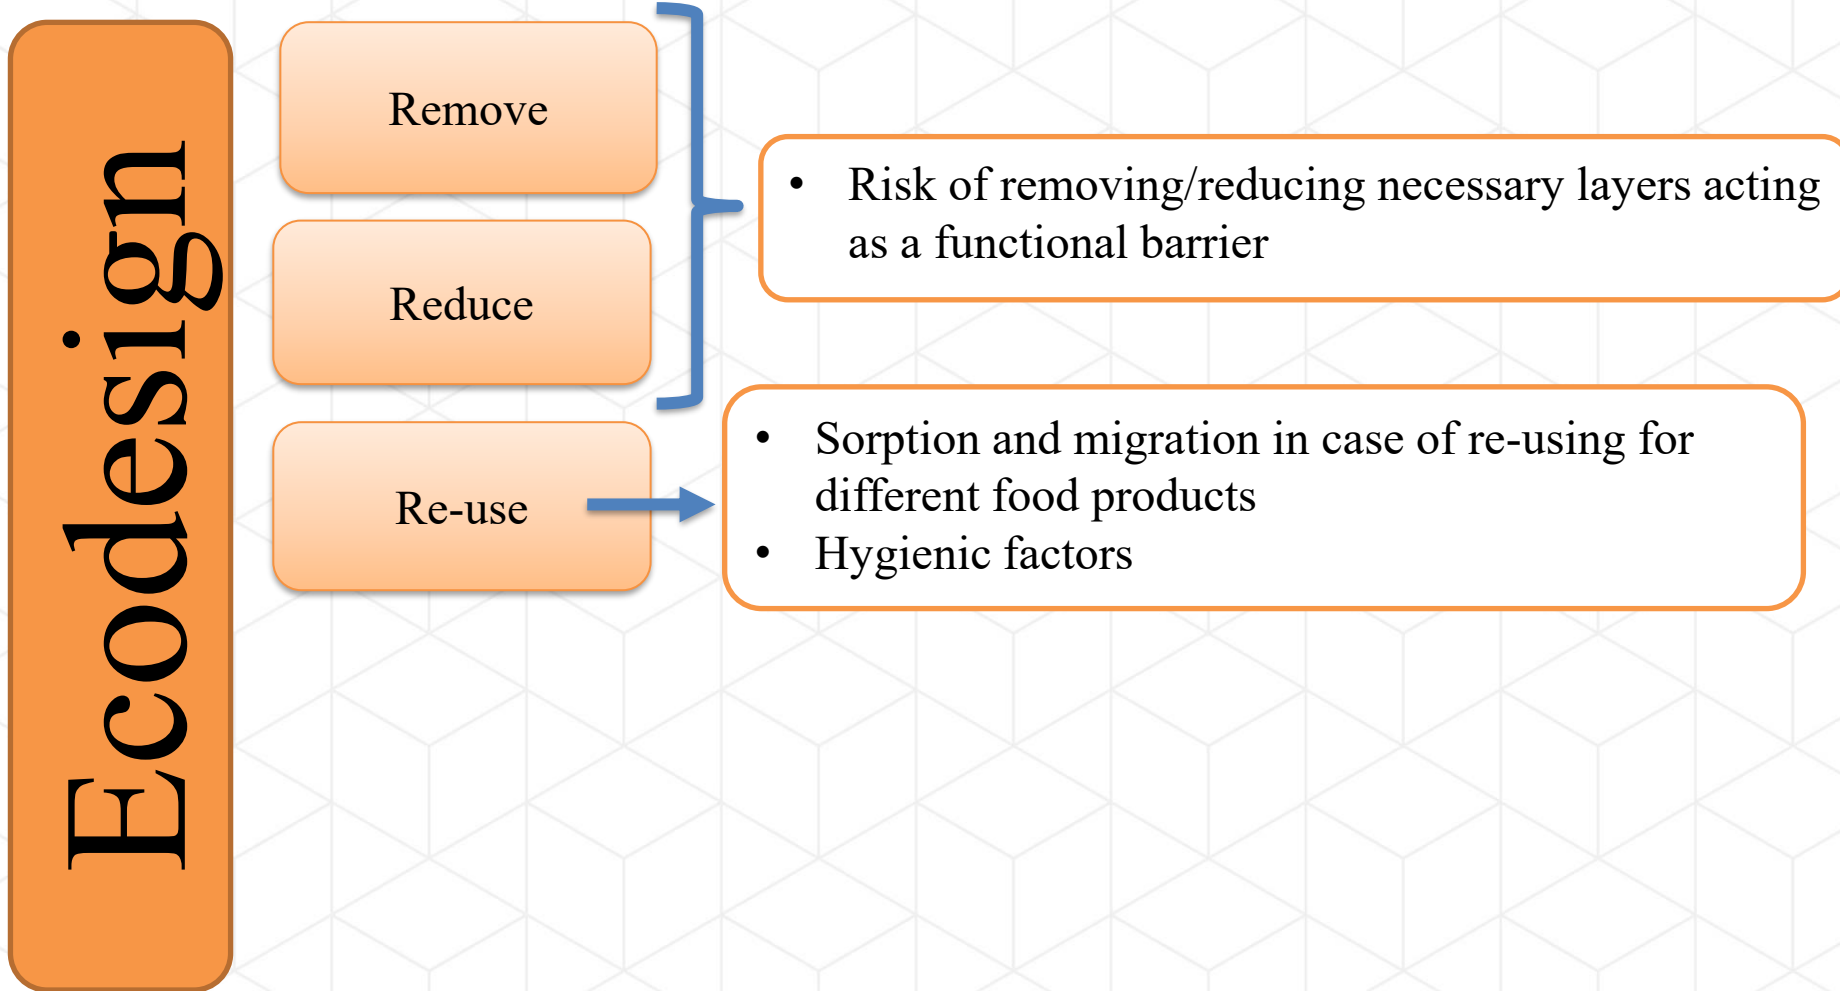 Ecodesign
Remove
Reduce
Re-use
• Risk of removing/reducing necessary layers acting
as a functional barrier
• Sorption and migration in case of re-using for
different food products
• Hygienic factors